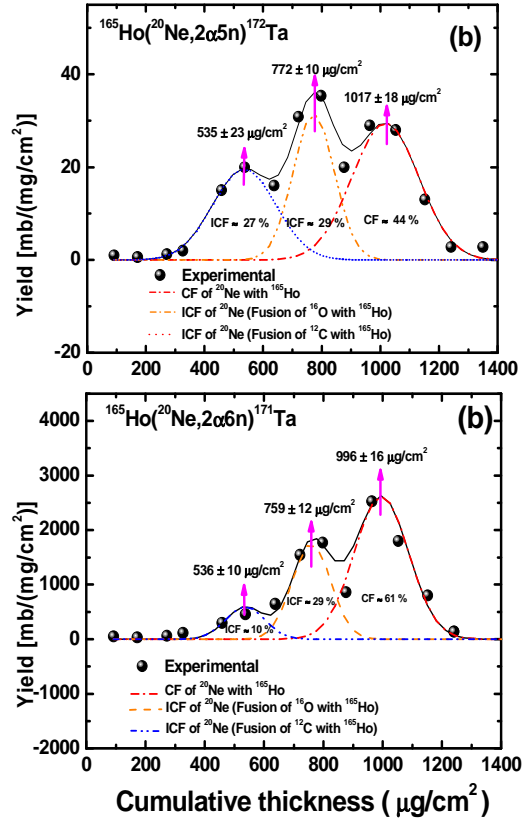 ¹⁶⁵Ho(²⁰Ne,2α5n)¹⁷²Ta
(b)
772 ± 10 μg/cm²
1017 ± 18 μg/cm²
535 ± 23 μg/cm²
ICF ≈ 27 %
ICF ≈ 29 %
CF ≈ 44%
40
20
0
-20
Yield [mb/(mg/cm²)]
Experimental
CF of ²⁰Ne with ¹⁶⁵Ho
ICF of ²⁰Ne (Fusion of ¹⁶O with ¹⁶⁵Ho)
ICF of ²⁰Ne (Fusion of ¹²C with ¹⁶⁵Ho)
0 200 400 600 800 1000 1200 1400
¹⁶⁵Ho(²⁰Ne,2α6n)¹⁷¹Ta
(b)
996 ± 16 μg/cm²
759 ± 12 μg/cm²
536 ± 10 μg/cm²
ICF ≈ 10 %
ICF ≈ 29 %
CF ≈ 61 %
4000
3000
2000
1000
0
-1000
-2000
Yield [mb/(mg/cm²)]
Experimental
CF of ²⁰Ne with ¹⁶⁵Ho
ICF of ²⁰Ne (Fusion of ¹⁶O with ¹⁶⁵Ho)
ICF of ²⁰Ne (Fusion of ¹²C with ¹⁶⁵Ho)
0 200 400 600 800 1000 1200 1400
Cumulative thickness ( μg/cm²)